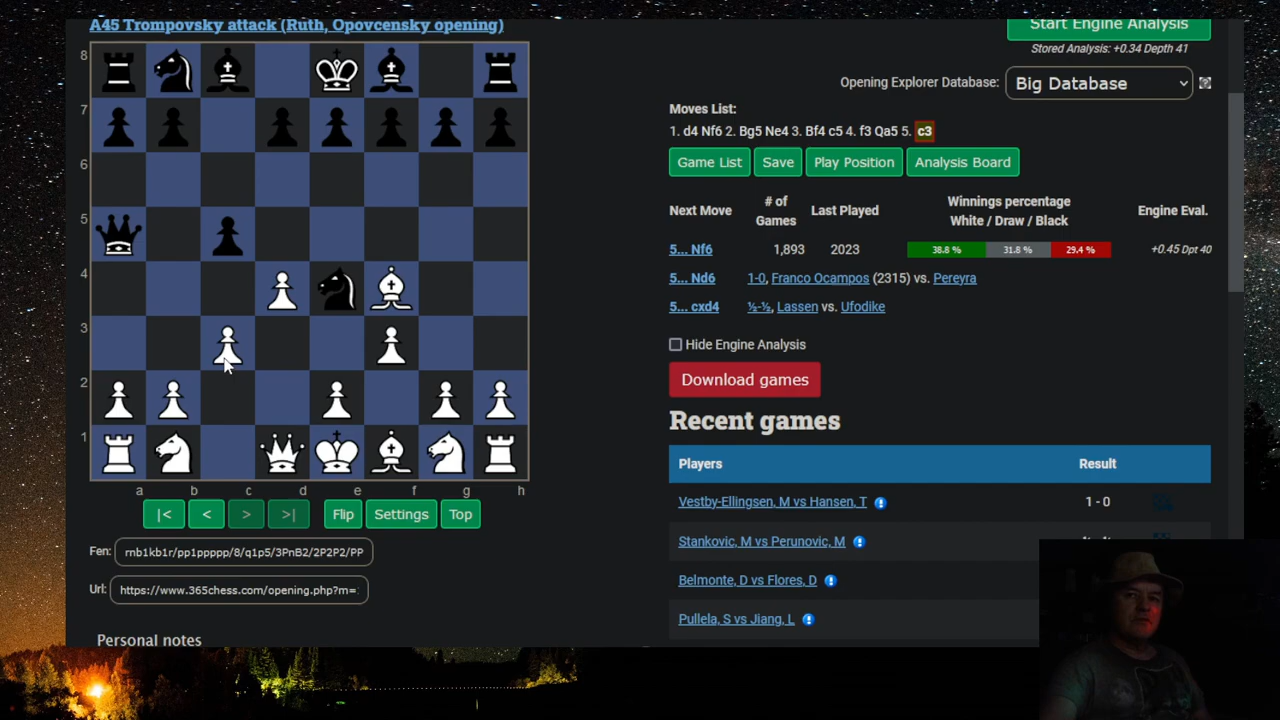 A45 Trompovsky attack (Ruth, Opovcensky opening)
Start Engine Analysis
Stored Analysis: +0.34 Depth 41
Opening Explorer Database: Big Database
Moves List:
1. d4 Nf6 2. Bg5 Ne4 3. Bf4 c5 4. f3 Qa5 5. c3
Game List Save Play Position Analysis Board
Next Move # of Games Last Played Winnings percentage White / Draw / Black Engine Eval.
5... Nf6 1,893 2023 38.8 % 31.8 % 29.4 % +0.45 Dpt 40
5... Nd6 1-0, Franco Ocampos (2315) vs. Pereyra
5... cxd4 ½-½, Lassen vs. Ufodike
Hide Engine Analysis
Download games
Recent games
Players Result
Vestby-Ellingsen, M vs Hansen, T 1 - 0
Stankovic, M vs Perunovic, M
Belmonte, D vs Flores, D
Pullela, S vs Jiang, L
8
7
6
5
4
3
2
1
a b c d e f g h
|< < > >| Flip Settings Top
Fen: rnb1kb1r/pp1ppppp/8/q1p5/3PnB2/2P2P2/PP
Url: https://www.365chess.com/opening.php?m=
Personal notes